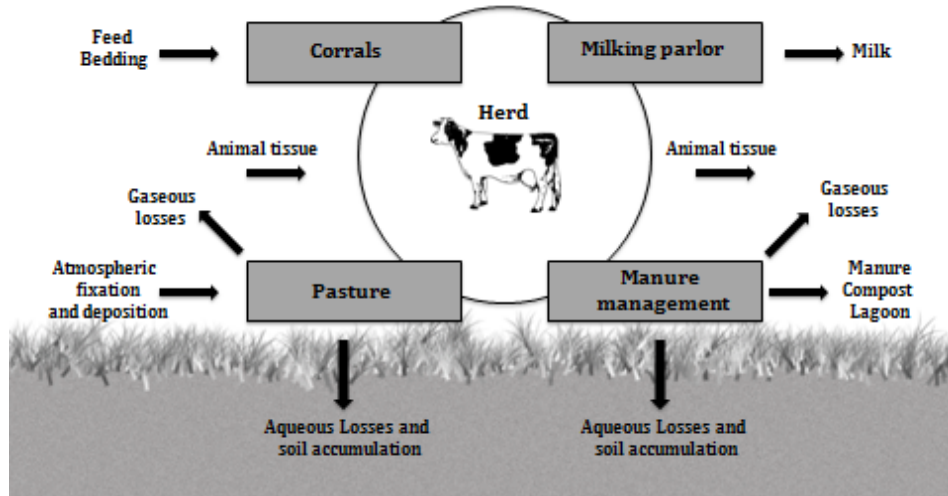 Feed
Bedding
Corrals
Milking parlor
Milk
Herd
Animal tissue
Animal tissue
Gaseous
losses
Gaseous
losses
Atmospheric
fixation
and deposition
Pasture
Manure
management
Manure
Compost
Lagoon
Aqueous Losses and
soil accumulation
Aqueous Losses and
soil accumulation